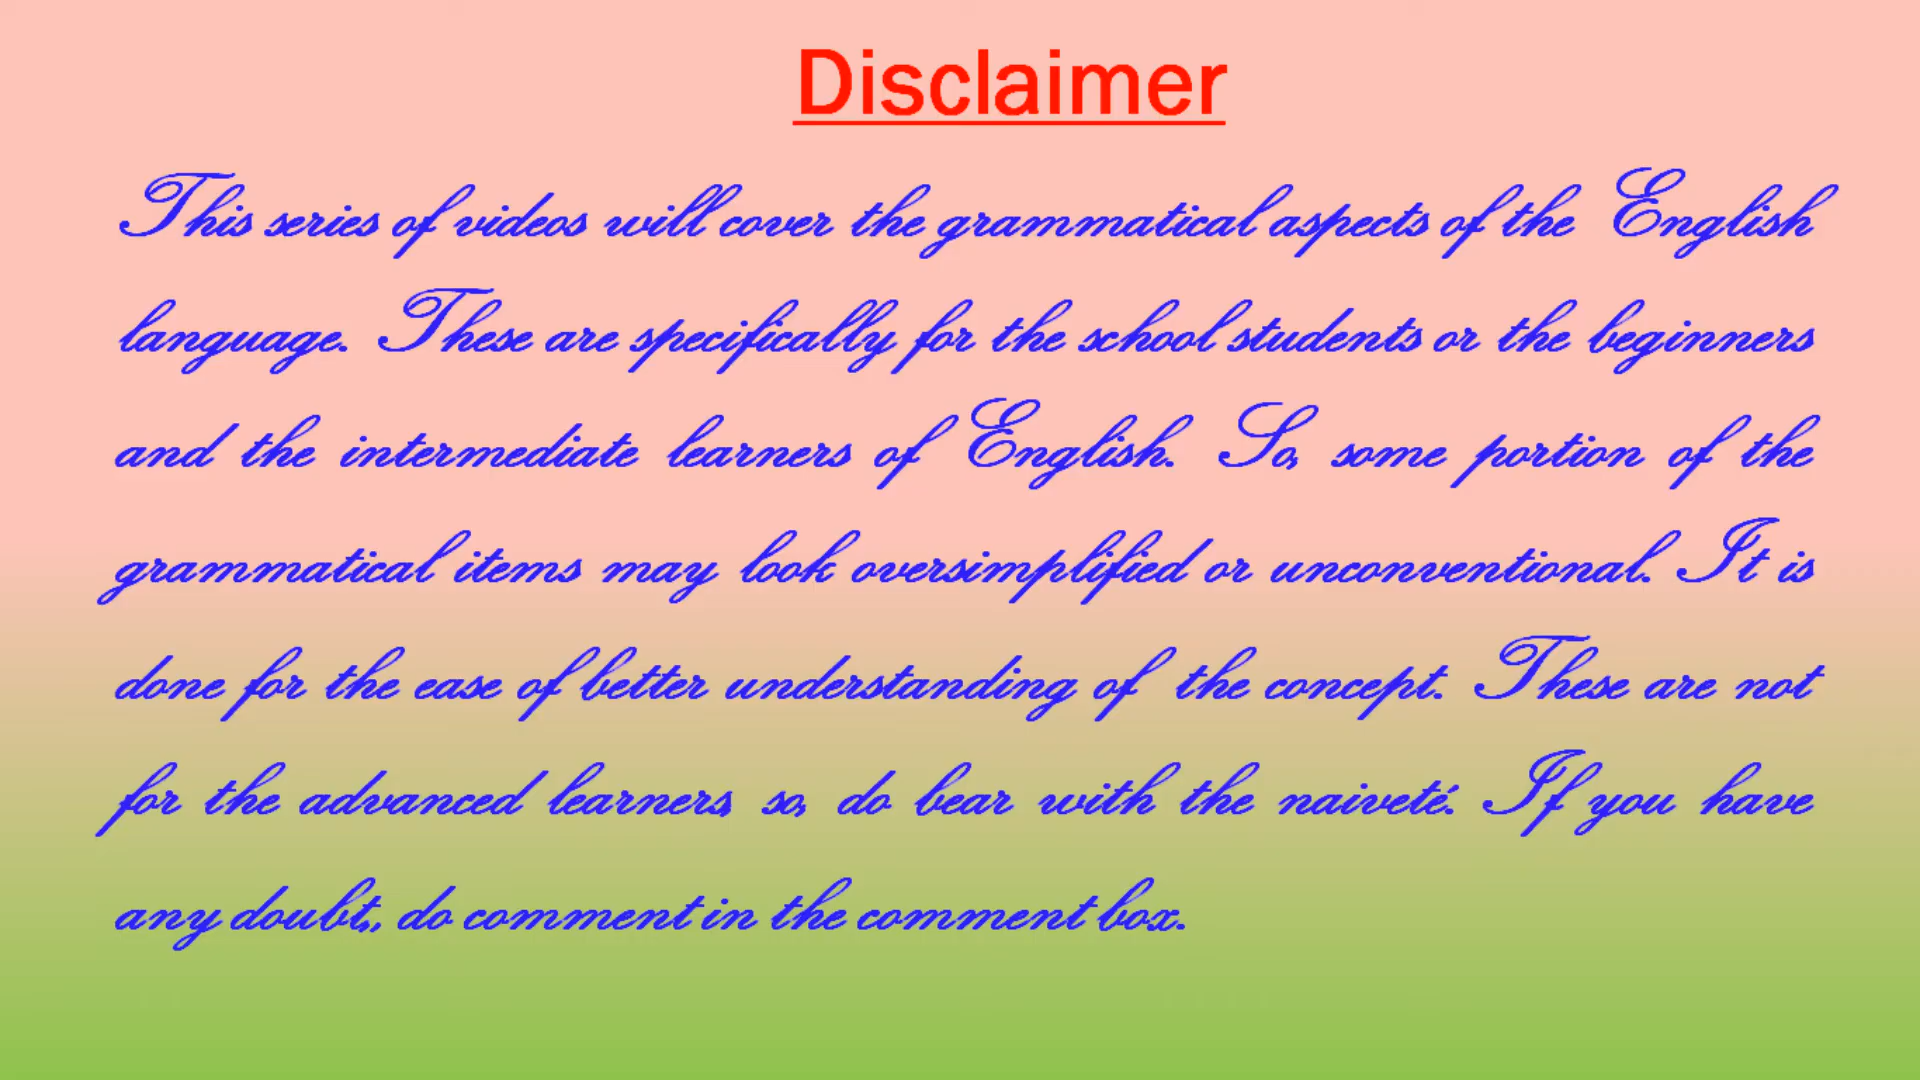 Disclaimer
This series of videos will cover the grammatical aspects of the English
language. These are specifically for the school students or the beginners
and the intermediate learners of English. So, some portion of the
grammatical items may look oversimplified or unconventional. It is
done for the ease of better understanding of the concept. These are not
for the advanced learners, so, do bear with the naiveté. If you have
any doubt,, do comment in the comment box.